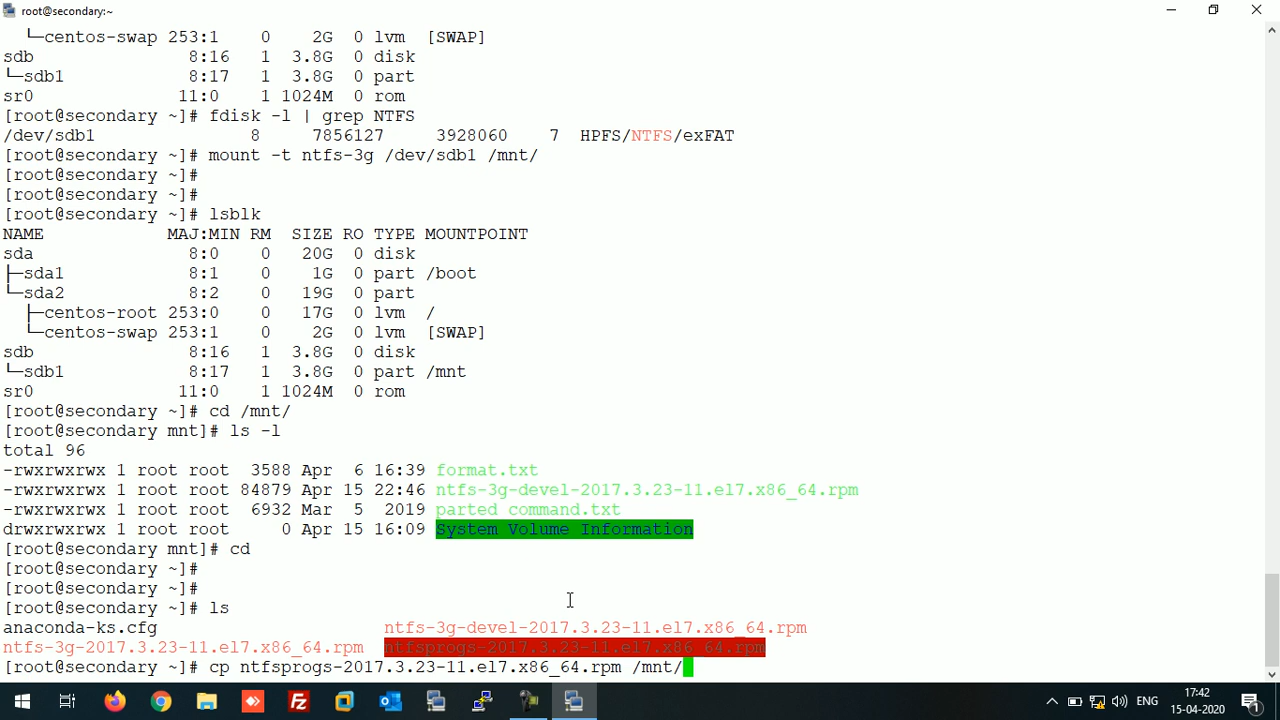 root@secondary:~
└─centos-swap 253:1    0    2G  0 lvm  [SWAP]
sdb               8:16   1  3.8G  0 disk
└─sdb1            8:17   1  3.8G  0 part
sr0              11:0    1 1024M  0 rom
[root@secondary ~]# fdisk -l | grep NTFS
/dev/sdb1               8     7856127     3928060    7  HPFS/NTFS/exFAT
[root@secondary ~]# mount -t ntfs-3g /dev/sdb1 /mnt/
[root@secondary ~]#
[root@secondary ~]#
[root@secondary ~]# lsblk
NAME            MAJ:MIN RM  SIZE RO TYPE MOUNTPOINT
sda               8:0    0   20G  0 disk
├─sda1            8:1    0    1G  0 part /boot
└─sda2            8:2    0   19G  0 part
├─centos-root 253:0    0   17G  0 lvm  /
└─centos-swap 253:1    0    2G  0 lvm  [SWAP]
sdb               8:16   1  3.8G  0 disk
└─sdb1            8:17   1  3.8G  0 part /mnt
sr0              11:0    1 1024M  0 rom
[root@secondary ~]# cd /mnt/
[root@secondary mnt]# ls -l
total 96
-rwxrwxrwx 1 root root  3588 Apr  6 16:39 format.txt
-rwxrwxrwx 1 root root 84879 Apr 15 22:46 ntfs-3g-devel-2017.3.23-11.el7.x86_64.rpm
-rwxrwxrwx 1 root root  6932 Mar  5  2019 parted command.txt
drwxrwxrwx 1 root root     0 Apr 15 16:09 System Volume Information
[root@secondary mnt]# cd
[root@secondary ~]#
[root@secondary ~]#
[root@secondary ~]# ls
anaconda-ks.cfg                      ntfs-3g-devel-2017.3.23-11.el7.x86_64.rpm
ntfs-3g-2017.3.23-11.el7.x86_64.rpm  ntfsprogs-2017.3.23-11.el7.x86_64.rpm
[root@secondary ~]# cp ntfsprogs-2017.3.23-11.el7.x86_64.rpm /mnt/
ENG
17:42
15-04-2020
1